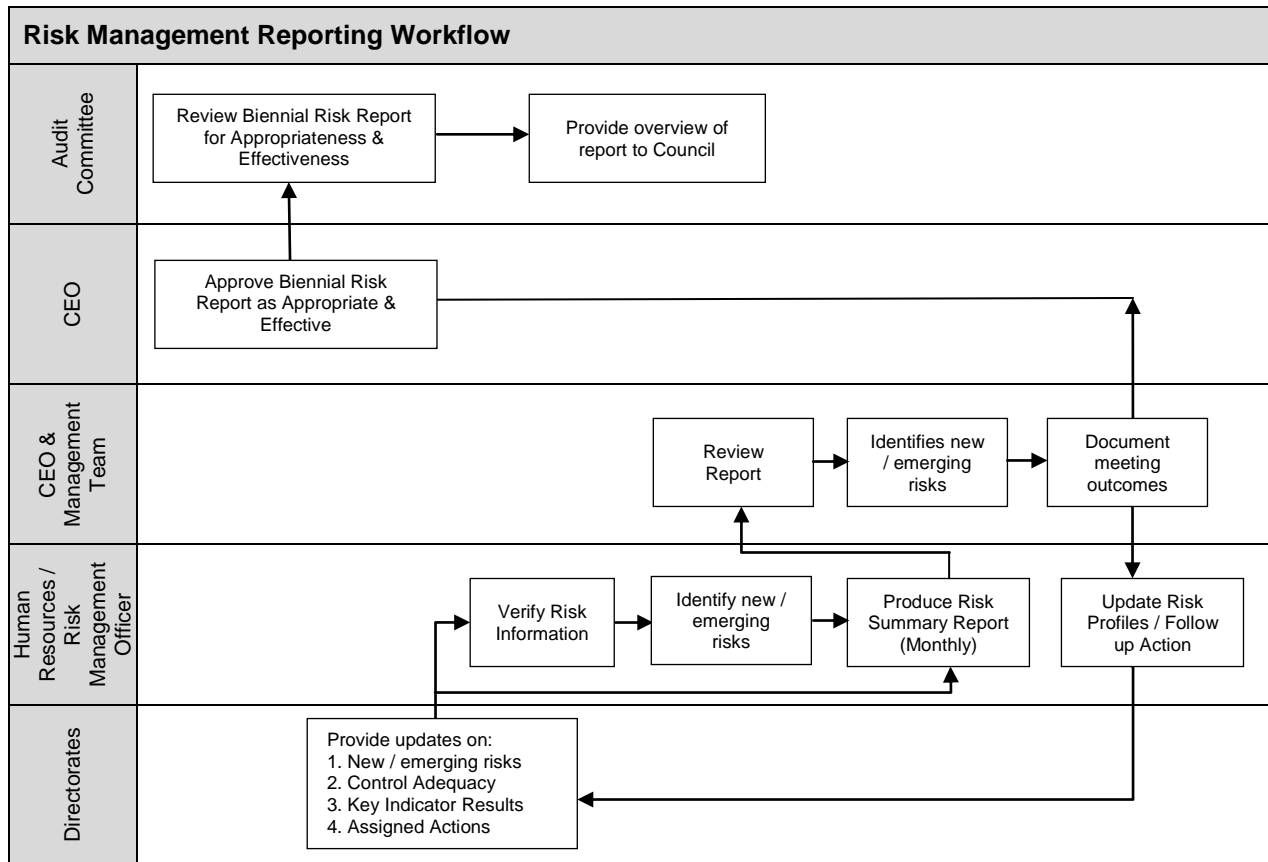 Risk Management Reporting Workflow
Audit
Committee
Review Biennial Risk Report
for Appropriateness &
Effectiveness
Provide overview of
report to Council
CEO
Approve Biennial Risk
Report as Appropriate &
Effective
CEO &
Management
Team
Review
Report
Identifies new
/ emerging
risks
Document
meeting
outcomes
Human
Resources /
Risk
Management
Officer
Verify Risk
Information
Identify new /
emerging
risks
Produce Risk
Summary Report
(Monthly)
Update Risk
Profiles / Follow
up Action
Directorates
Provide updates on:
1. New / emerging risks
2. Control Adequacy
3. Key Indicator Results
4. Assigned Actions